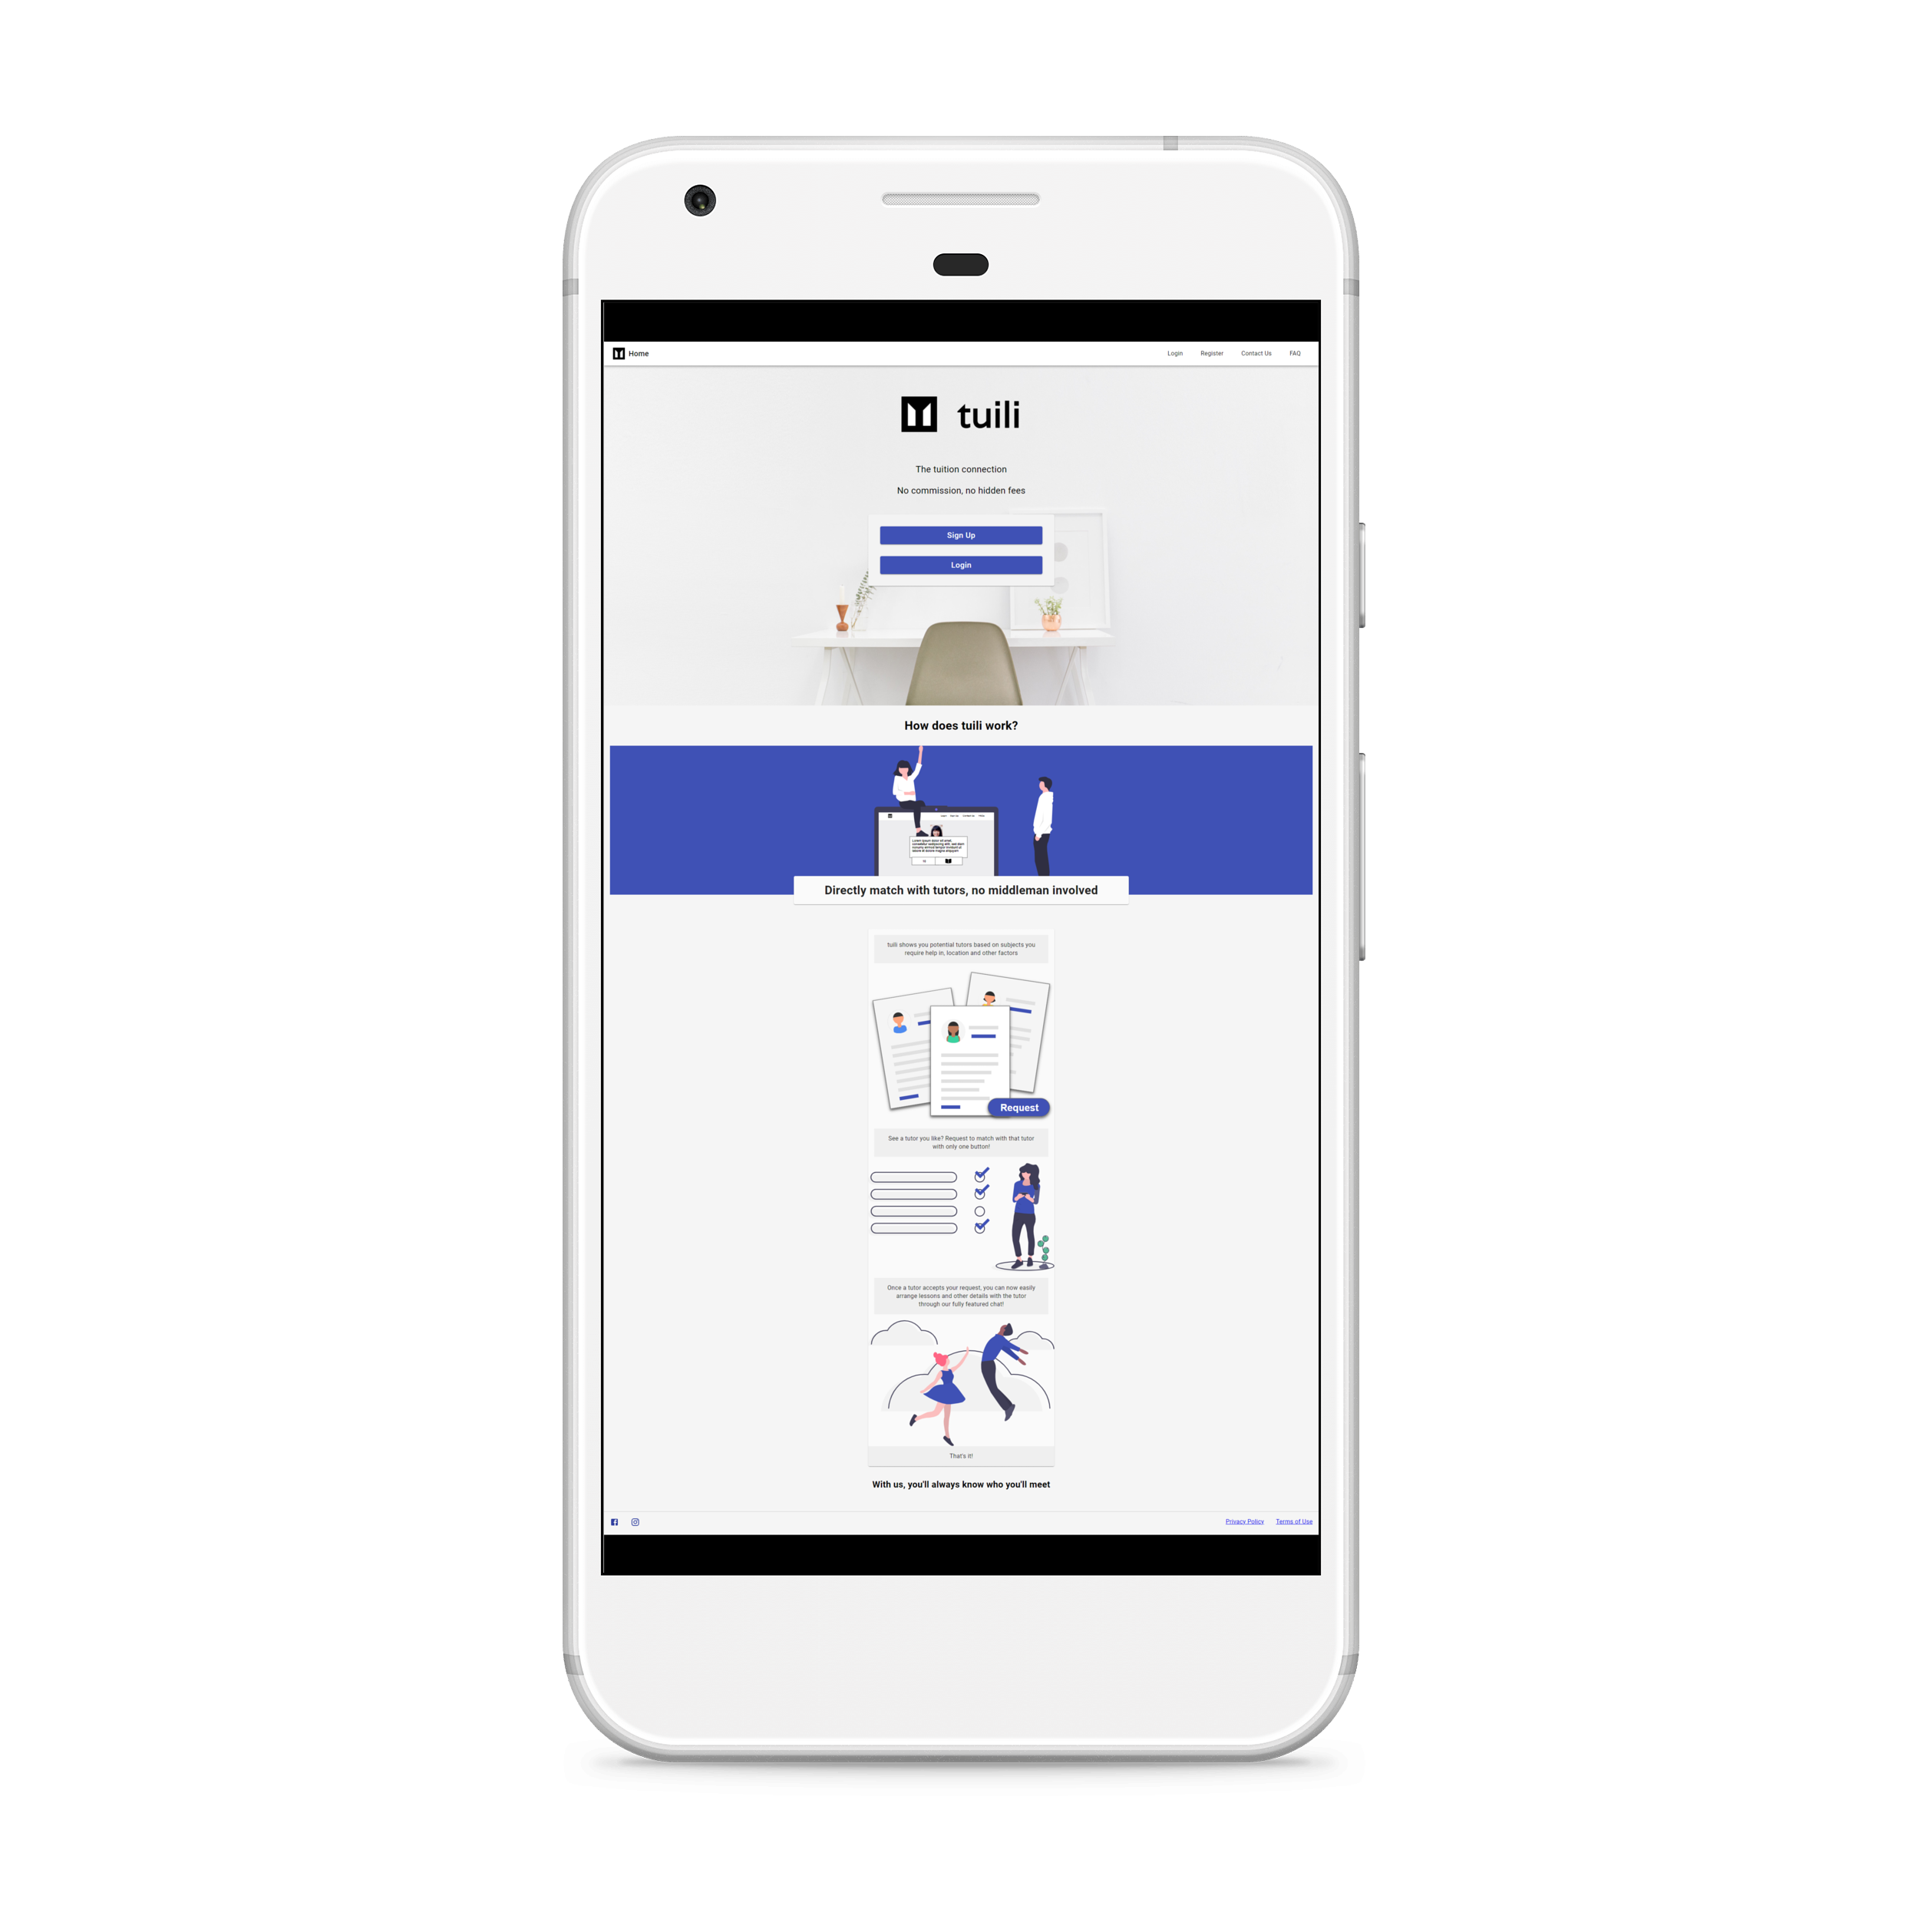 Home
Login Register Contact Us FAQ
tuili
The tuition connection
No commission, no hidden fees
Sign Up
Login
How does tuili work?
Directly match with tutors, no middleman involved
tuili shows you potential tutors based on subjects you
require help in, location and other factors
Request
See a tutor you like? Request to match with that tutor
with only one button!
Once a tutor accepts your request, you can now easily
arrange lessons and other details with the tutor
through our fully featured chat!
That's it!
With us, you'll always know who you'll meet
Privacy Policy Terms of Use